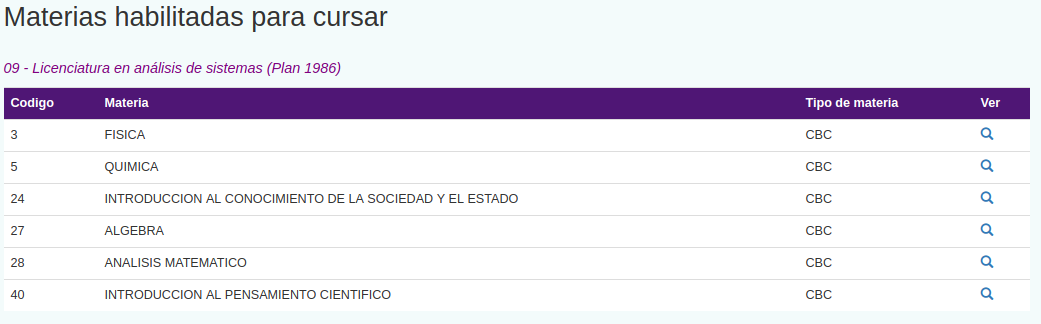 Materias habilitadas para cursar
09 - Licenciatura en análisis de sistemas (Plan 1986)
Codigo Materia Tipo de materia Ver
3 FISICA CBC
5 QUIMICA CBC
24 INTRODUCCION AL CONOCIMIENTO DE LA SOCIEDAD Y EL ESTADO CBC
27 ALGEBRA CBC
28 ANALISIS MATEMATICO CBC
40 INTRODUCCION AL PENSAMIENTO CIENTIFICO CBC